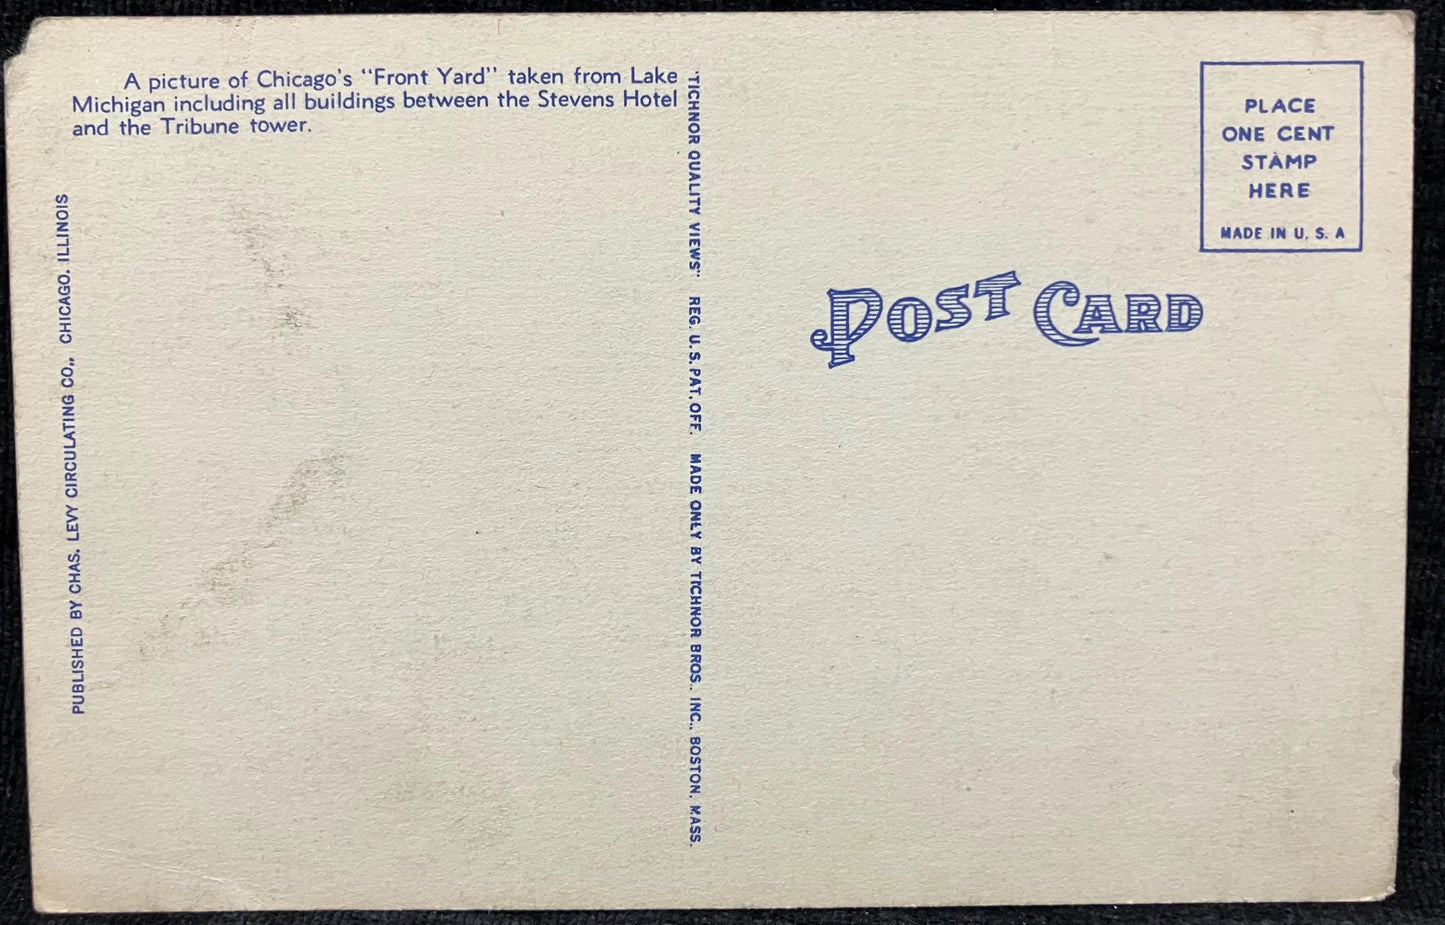 A picture of Chicago's "Front Yard" taken from Lake
Michigan including all buildings between the Stevens Hotel
and the Tribune tower.
PUBLISHED BY CHAS. LEVY CIRCULATING CO., CHICAGO, ILLINOIS
"TICHNOR QUALITY VIEWS" REG. U. S. PAT. OFF. MADE ONLY BY TICHNOR BROS., INC., BOSTON, MASS.
POST CARD
PLACE
ONE CENT
STAMP
HERE
MADE IN U. S. A